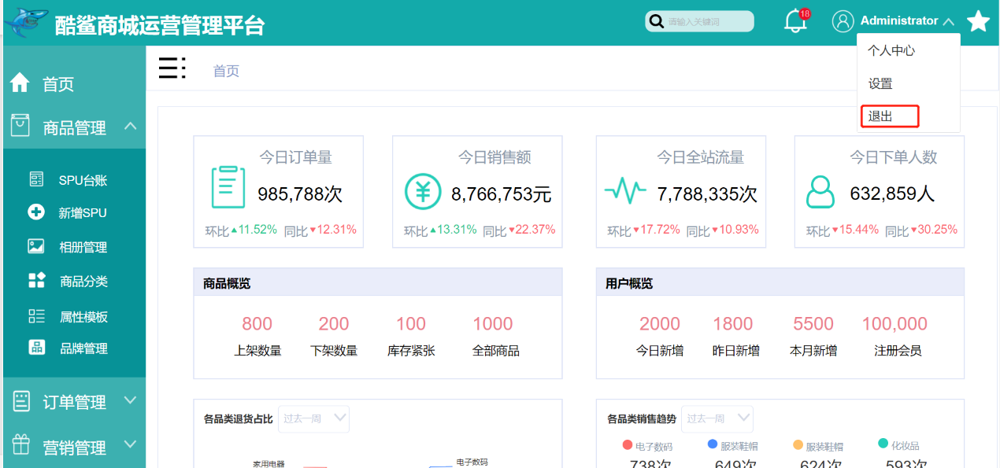 酷鲨商城运营管理平台
请输入关键词
18
Administrator
个人中心
设置
退出
首页
商品管理
SPU台账
新增SPU
相册管理
商品分类
属性模板
品牌管理
订单管理
营销管理
首页
今日订单量
985,788次
环比 11.52% 同比 12.31%
今日销售额
8,766,753元
环比 13.31% 同比 22.37%
今日全站流量
7,788,335次
环比 17.72% 同比 10.93%
今日下单人数
632,859人
环比 15.44% 同比 30.25%
商品概览
800 200 100 1000
上架数量 下架数量 库存紧张 全部商品
用户概览
2000 1800 5500 100,000
今日新增 昨日新增 本月新增 注册会员
各品类退货占比 过去一周
家用电器 电子数码
各品类销售趋势 过去一周
电子数码 服装鞋帽 服装鞋帽 化妆品
738次 649次 624次 593次